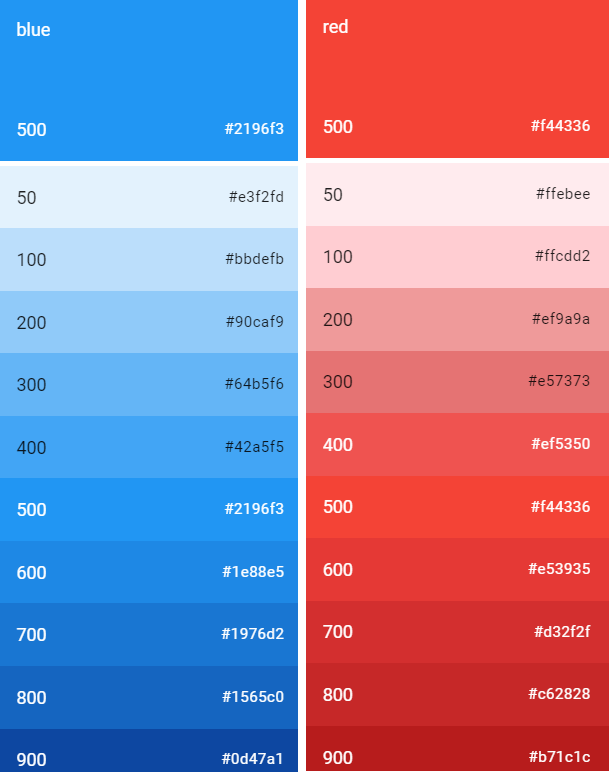 blue
500 #2196f3
50 #e3f2fd
100 #bbdefb
200 #90caf9
300 #64b5f6
400 #42a5f5
500 #2196f3
600 #1e88e5
700 #1976d2
800 #1565c0
900 #0d47a1
red
500 #f44336
50 #ffebee
100 #ffcdd2
200 #ef9a9a
300 #e57373
400 #ef5350
500 #f44336
600 #e53935
700 #d32f2f
800 #c62828
900 #b71c1c